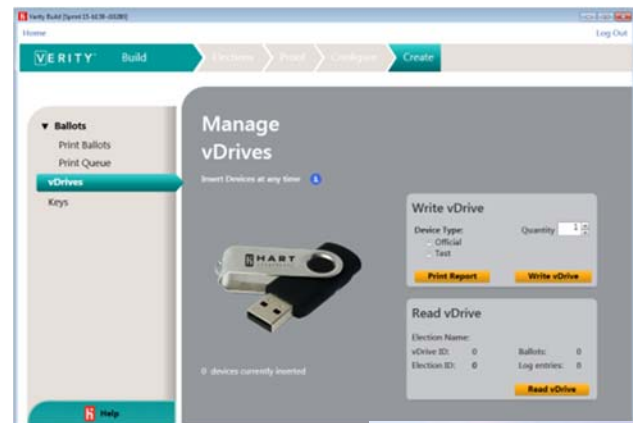 Home
Log Out
VERITY Build
Elections
Proof
Configure
Create
▼ Ballots
Print Ballots
Print Queue
vDrives
Keys
Help
Manage
vDrives
Insert Devices at any time
HART
0 devices currently inserted
Write vDrive
Device Type:
Official
Test
Quantity 1
Print Report
Write vDrive
Read vDrive
Election Name:
vDrive ID: 0
Ballots: 0
Election ID: 0
Log entries: 0
Read vDrive